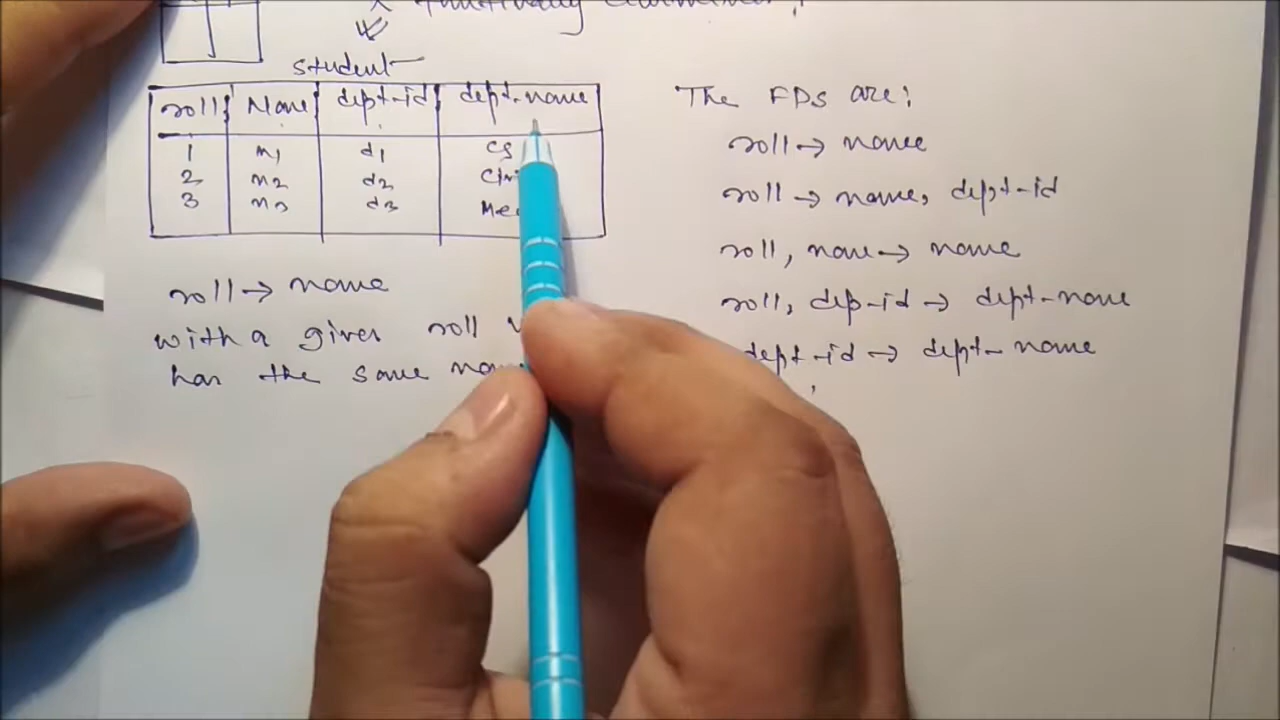 student
roll Name dept-id dept-name
1 n1 d1 CS
2 n2 d2
3 n3 d3
roll → name
with a given roll
has the same
The FDs are:
roll → name
roll → name, dept-id
roll, name → name
roll, dep-id → dept-name
dept-id → dept-name